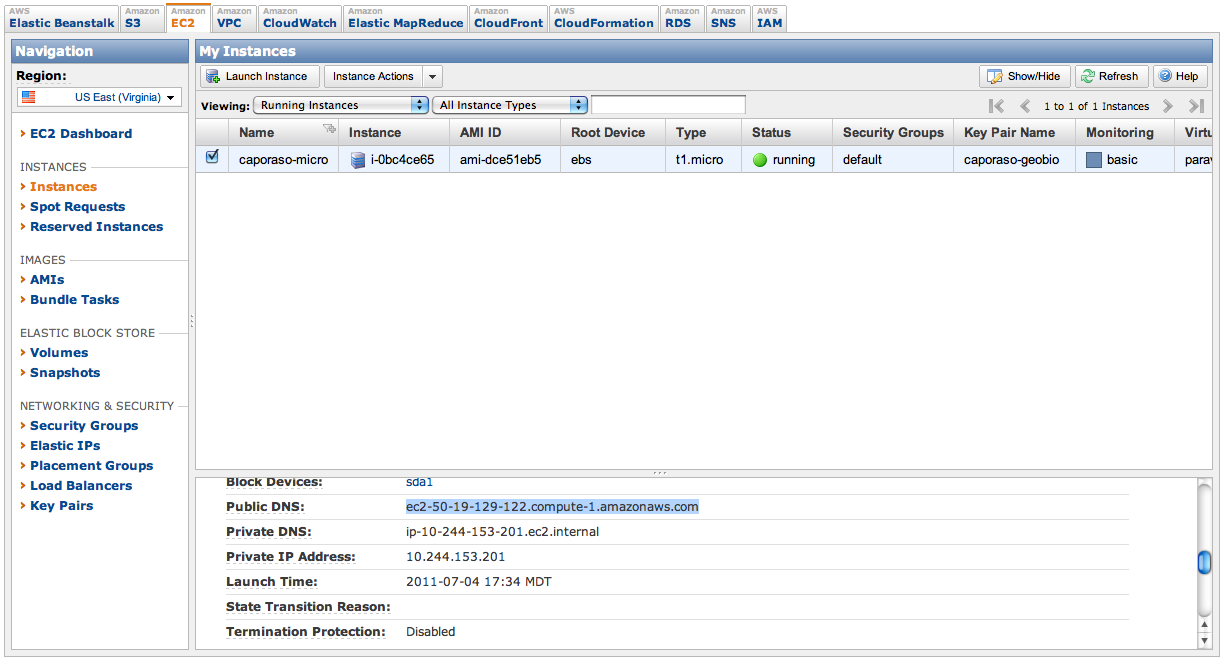 AWS Amazon Amazon Amazon Amazon Amazon Amazon AWS Amazon Amazon AWS
Elastic Beanstalk S3 EC2 VPC CloudWatch Elastic MapReduce CloudFront CloudFormation RDS SNS IAM
Navigation
Region:
US East (Virginia)
EC2 Dashboard
INSTANCES
Instances
Spot Requests
Reserved Instances
IMAGES
AMIs
Bundle Tasks
ELASTIC BLOCK STORE
Volumes
Snapshots
NETWORKING & SECURITY
Security Groups
Elastic IPs
Placement Groups
Load Balancers
Key Pairs
My Instances
Launch Instance Instance Actions Show/Hide Refresh Help
Viewing: Running Instances All Instance Types 1 to 1 of 1 Instances
Name Instance AMI ID Root Device Type Status Security Groups Key Pair Name Monitoring Virtu
caporaso-micro i-0bc4ce65 ami-dce51eb5 ebs t1.micro running default caporaso-geobio basic para
Block Devices: sda1
Public DNS: ec2-50-19-129-122.compute-1.amazonaws.com
Private DNS: ip-10-244-153-201.ec2.internal
Private IP Address: 10.244.153.201
Launch Time: 2011-07-04 17:34 MDT
State Transition Reason:
Termination Protection: Disabled